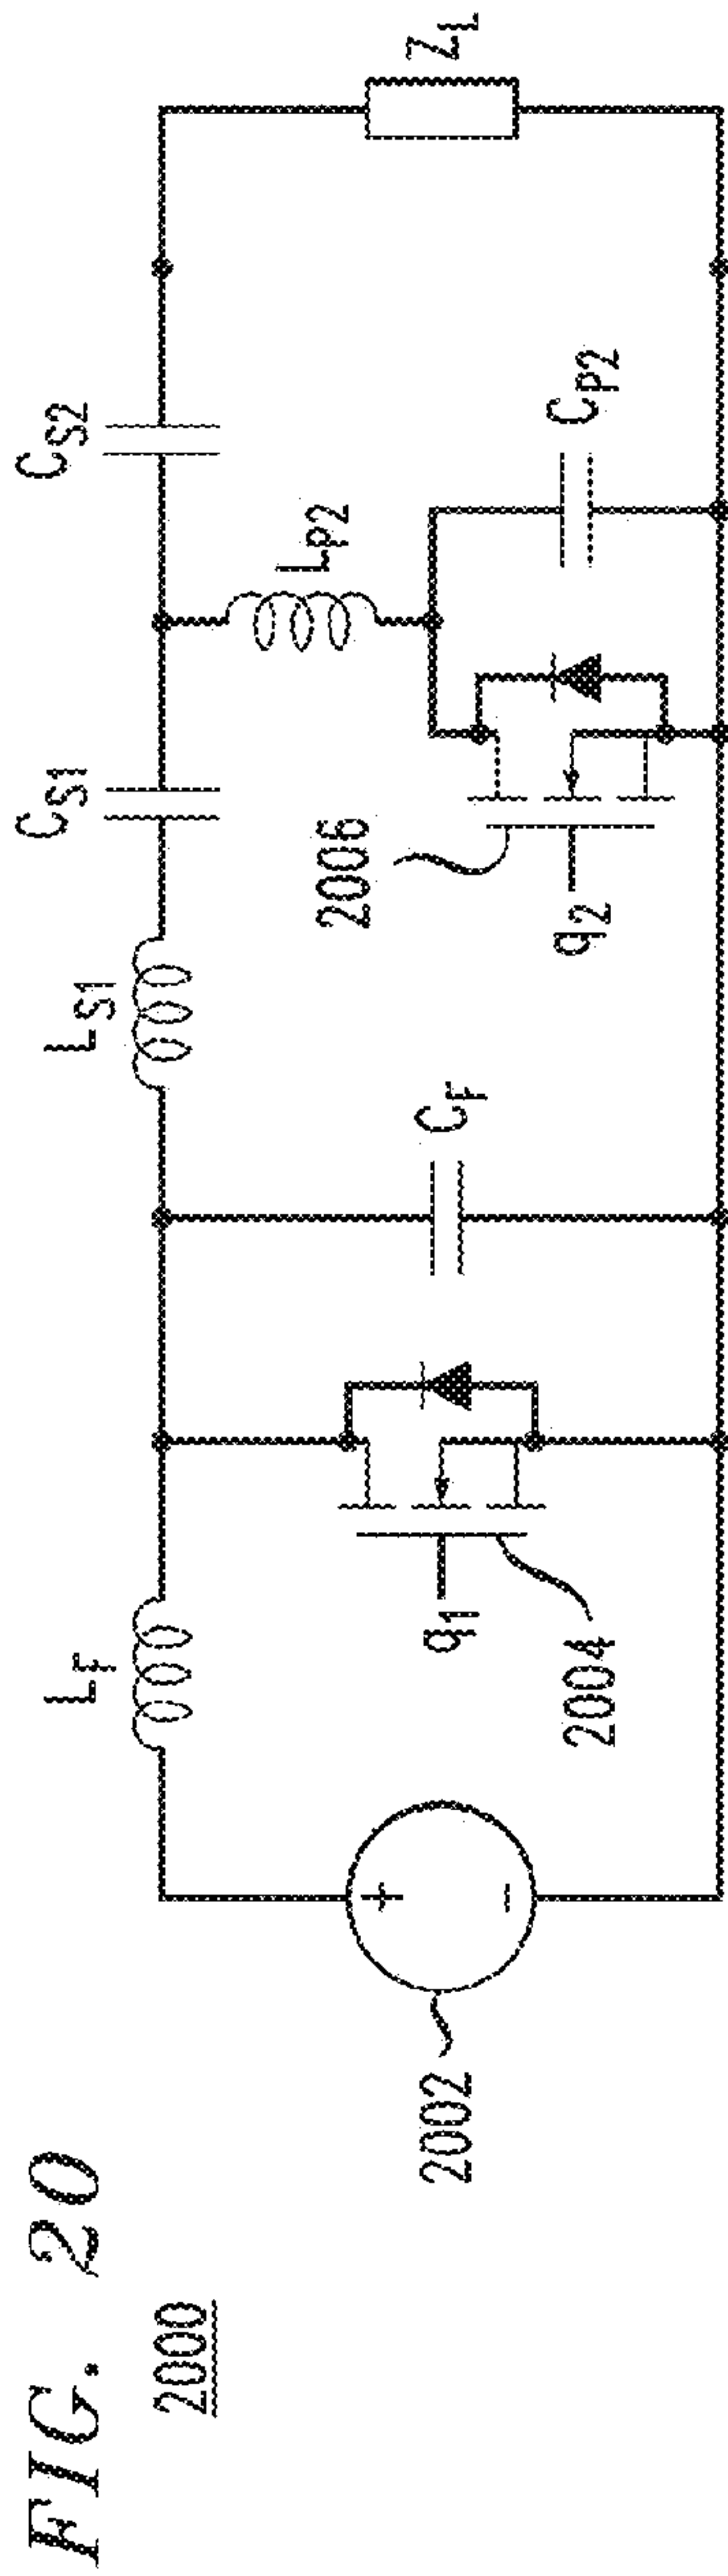 FIG. 20
2000
2002
+
-
L_F
q_1
2004
C_F
L_S1
C_S1
2006
q_2
L_P2
C_P2
C_S2
Z_L